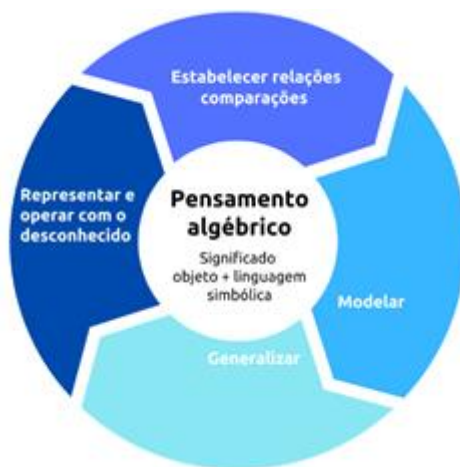 Estabelecer relações
comparações
Representar e
operar com o
desconhecido
Pensamento
algébrico
Significado
objeto + linguagem
simbólica
Modelar
Generalizar